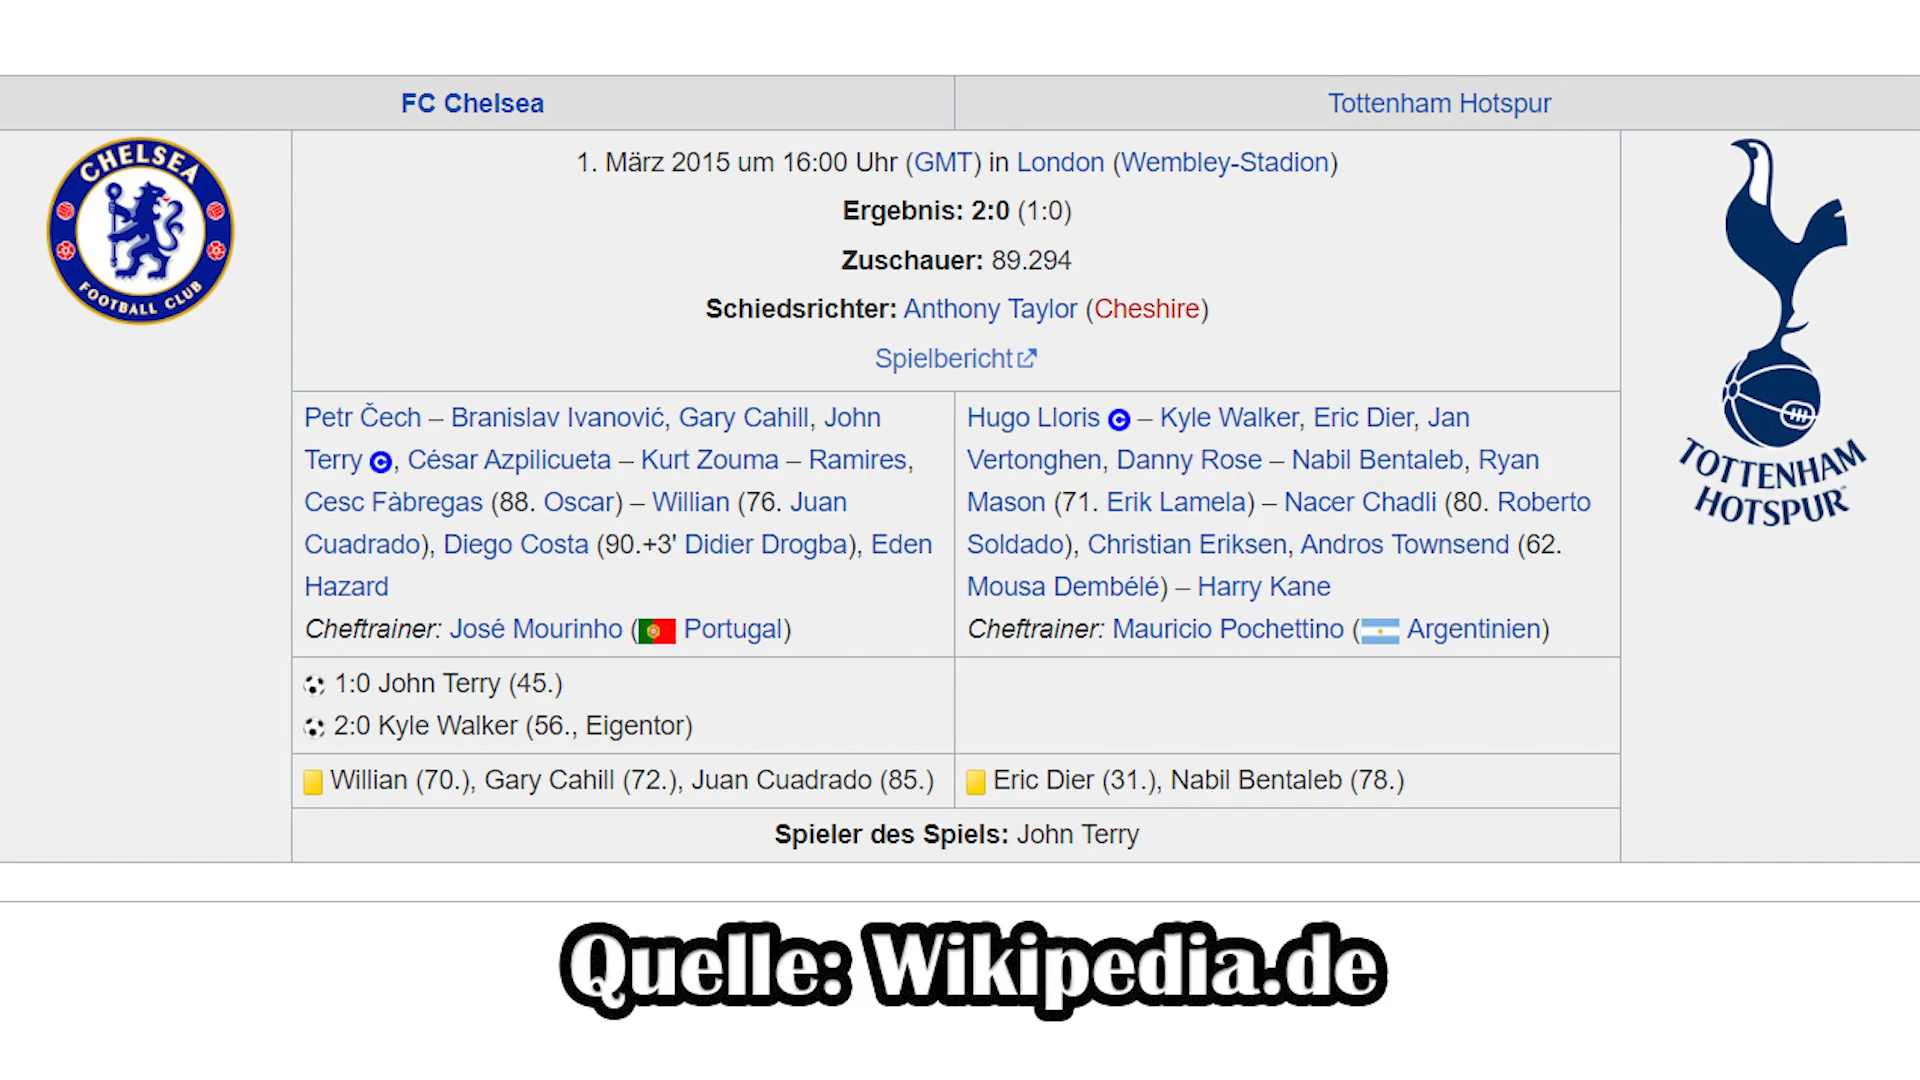 FC Chelsea
Tottenham Hotspur
CHELSEA
FOOTBALL CLUB
1. März 2015 um 16:00 Uhr (GMT) in London (Wembley-Stadion)
Ergebnis: 2:0 (1:0)
Zuschauer: 89.294
Schiedsrichter: Anthony Taylor (Cheshire)
Spielbericht
TOTTENHAM
HOTSPUR
Petr Čech – Branislav Ivanović, Gary Cahill, John
Terry C, César Azpilicueta – Kurt Zouma – Ramires,
Cesc Fàbregas (88. Oscar) – Willian (76. Juan
Cuadrado), Diego Costa (90.+3' Didier Drogba), Eden
Hazard
Cheftrainer: José Mourinho (Portugal)
Hugo Lloris C – Kyle Walker, Eric Dier, Jan
Vertonghen, Danny Rose – Nabil Bentaleb, Ryan
Mason (71. Erik Lamela) – Nacer Chadli (80. Roberto
Soldado), Christian Eriksen, Andros Townsend (62.
Mousa Dembélé) – Harry Kane
Cheftrainer: Mauricio Pochettino (Argentinien)
1:0 John Terry (45.)
2:0 Kyle Walker (56., Eigentor)
Willian (70.), Gary Cahill (72.), Juan Cuadrado (85.)
Eric Dier (31.), Nabil Bentaleb (78.)
Spieler des Spiels: John Terry
Quelle: Wikipedia.de